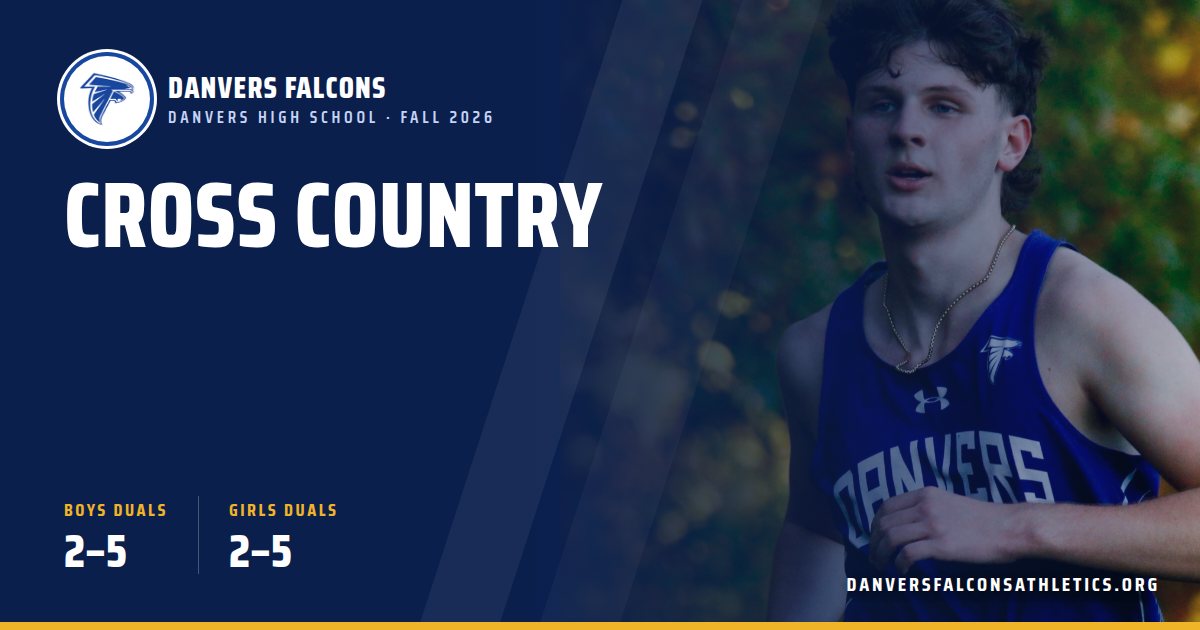 DANVERS FALCONS
DANVERS HIGH SCHOOL · FALL 2026
CROSS COUNTRY
BOYS DUALS
2–5
GIRLS DUALS
2–5
DANVERS
DANVERSFALCONSATHLETICS.ORG